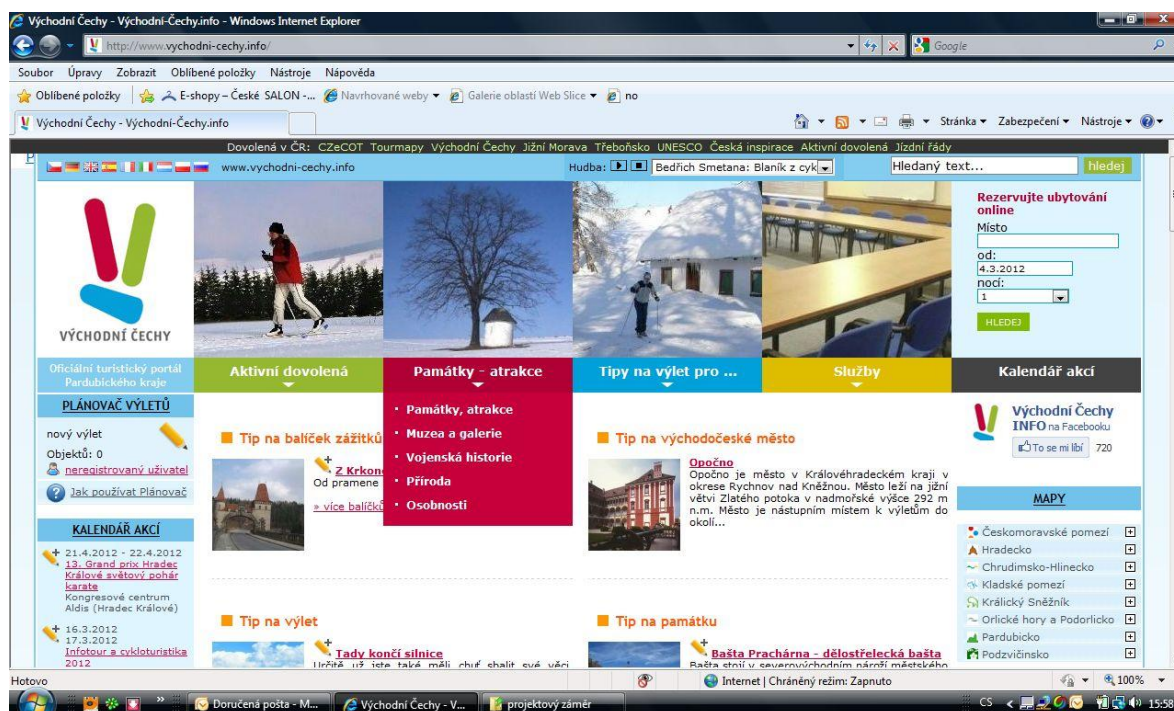 Východní Čechy - Východní-Čechy.info - Windows Internet Explorer
http://www.vychodni-cechy.info/
Google
Soubor Úpravy Zobrazit Oblíbené položky Nástroje Nápověda
Oblíbené položky E-shopy – České SALON -... Navrhované weby Galerie oblastí Web Slice no
Východní Čechy - Východní-Čechy.info
Stránka Zabezpečení Nástroje
Dovolená v ČR: CZeCOT Tourmapy Východní Čechy Jižní Morava Třeboňsko UNESCO Česká inspirace Aktivní dovolená Jízdní řády
www.vychodni-cechy.info
Hudba: Bedřich Smetana: Blaník z cyk
Hledaný text... hledej
VÝCHODNÍ ČECHY
Rezervujte ubytování
online
Místo
od:
4.3.2012
nocí:
1
HLEDEJ
Oficiální turistický portál
Pardubického kraje
Aktivní dovolená
Památky - atrakce
Tipy na výlet pro ...
Služby
Kalendář akcí
PLÁNOVAČ VÝLETŮ
nový výlet
Objektů: 0
neregistrovaný uživatel
Jak používat Plánovač
KALENDÁŘ AKCÍ
21.4.2012 - 22.4.2012
13. Grand prix Hradec
Králové světový pohár
karate
Kongresové centrum
Aldis (Hradec Králové)
16.3.2012
17.3.2012
Infotour a cykloturistika
2012
Tip na balíček zážitků
Z Krkono
Od pramene
» více balíčků
Památky, atrakce
Muzea a galerie
Vojenská historie
Příroda
Osobnosti
Tip na východočeské město
Opočno
Opočno je město v Královéhradeckém kraji v
okrese Rychnov nad Kněžnou. Město leží na jižní
větvi Zlatého potoka v nadmořské výšce 292 m
n.m. Město je nástupním místem k výletům do
okolí...
Tip na výlet
Tady končí silnice
Určitě už jste také měli chuť sbalit své věci
Tip na památku
Bašta Prachárna - dělostřelecká bašta
Bašta stojí v severovýchodním nároží městského
Východní Čechy
INFO na Facebooku
To se mi líbí 720
MAPY
Českomoravské pomezí
Hradecko
Chrudimsko-Hlinecko
Kladské pomezí
Králický Sněžník
Orlické hory a Podorlicko
Pardubicko
Podzvičinsko
Hotovo
Internet | Chráněný režim: Zapnuto
100%
Doručená pošta - M...
Východní Čechy - V...
projektový záměr
CS
15:58